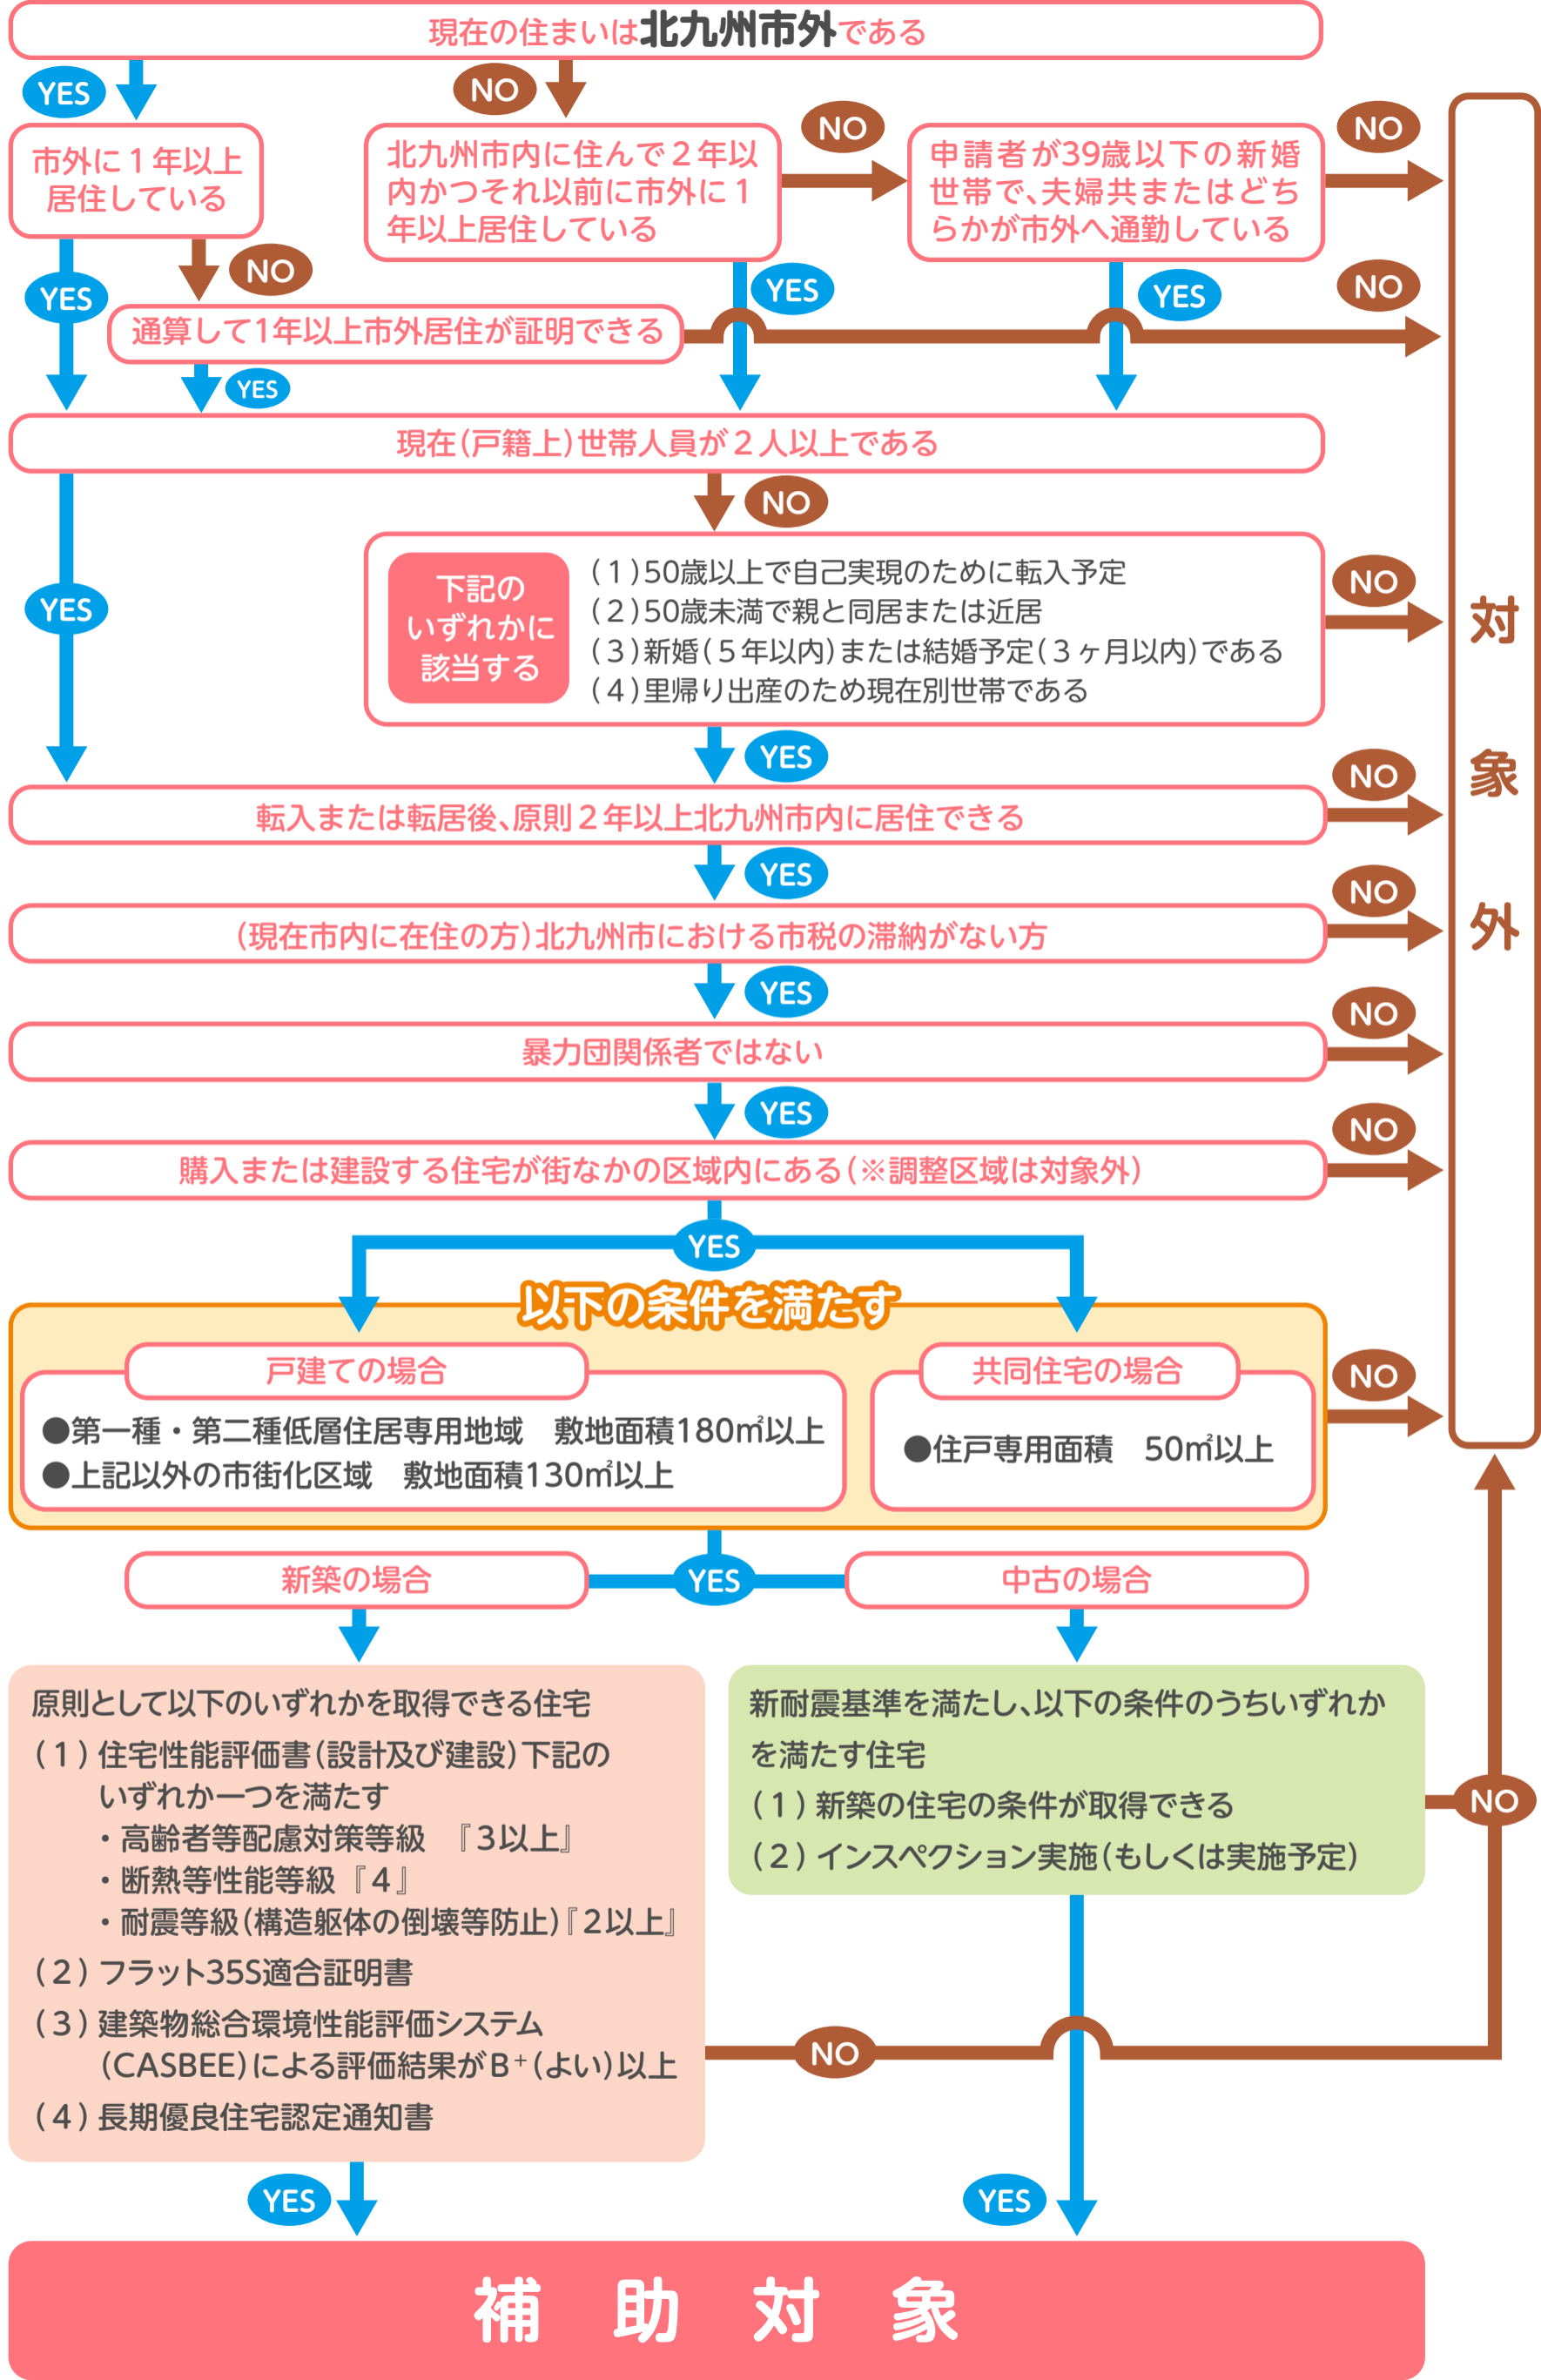 現在の住まいは北九州市外である
YES
NO
市外に１年以上
居住している
北九州市内に住んで２年以
内かつそれ以前に市外に１
年以上居住している
NO
申請者が39歳以下の新婚
世帯で、夫婦共またはどち
らかが市外へ通勤している
NO
YES
NO
YES
YES
NO
通算して1年以上市外居住が証明できる
YES
現在(戸籍上)世帯人員が２人以上である
NO
YES
下記の
いずれかに
該当する
(１)50歳以上で自己実現のために転入予定
(２)50歳未満で親と同居または近居
(３)新婚(５年以内)または結婚予定(３ヶ月以内)である
(４)里帰り出産のため現在別世帯である
NO
対象外
YES
転入または転居後、原則２年以上北九州市内に居住できる
NO
YES
(現在市内に在住の方)北九州市における市税の滞納がない方
NO
YES
暴力団関係者ではない
NO
YES
購入または建設する住宅が街なかの区域内にある(※調整区域は対象外)
NO
YES
以下の条件を満たす
戸建ての場合
●第一種・第二種低層住居専用地域　敷地面積180㎡以上
●上記以外の市街化区域　敷地面積130㎡以上
共同住宅の場合
●住戸専用面積　50㎡以上
NO
新築の場合
YES
中古の場合
原則として以下のいずれかを取得できる住宅
(１)住宅性能評価書(設計及び建設)下記の
いずれか一つを満たす
・高齢者等配慮対策等級　『３以上』
・断熱等性能等級『４』
・耐震等級(構造躯体の倒壊等防止)『２以上』
(２)フラット35S適合証明書
(３)建築物総合環境性能評価システム
(CASBEE)による評価結果がB⁺(よい)以上
(４)長期優良住宅認定通知書
新耐震基準を満たし、以下の条件のうちいずれか
を満たす住宅
(１)新築の住宅の条件が取得できる
(２)インスペクション実施(もしくは実施予定)
NO
NO
YES
YES
補助対象